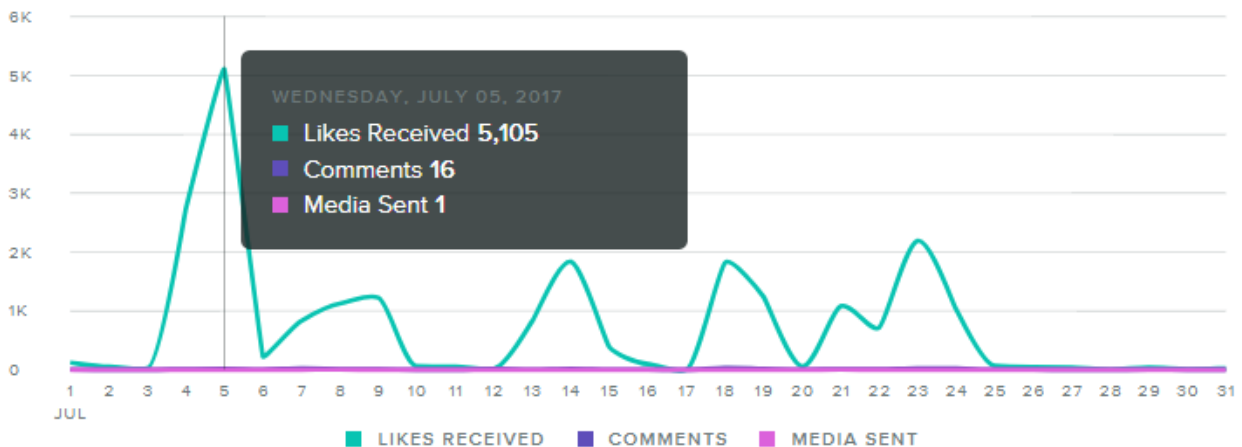 6K
5K
4K
3K
2K
1K
0
WEDNESDAY, JULY 05, 2017
Likes Received 5,105
Comments 16
Media Sent 1
1 2 3 4 5 6 7 8 9 10 11 12 13 14 15 16 17 18 19 20 21 22 23 24 25 26 27 28 29 30 31
JUL
LIKES RECEIVED COMMENTS MEDIA SENT